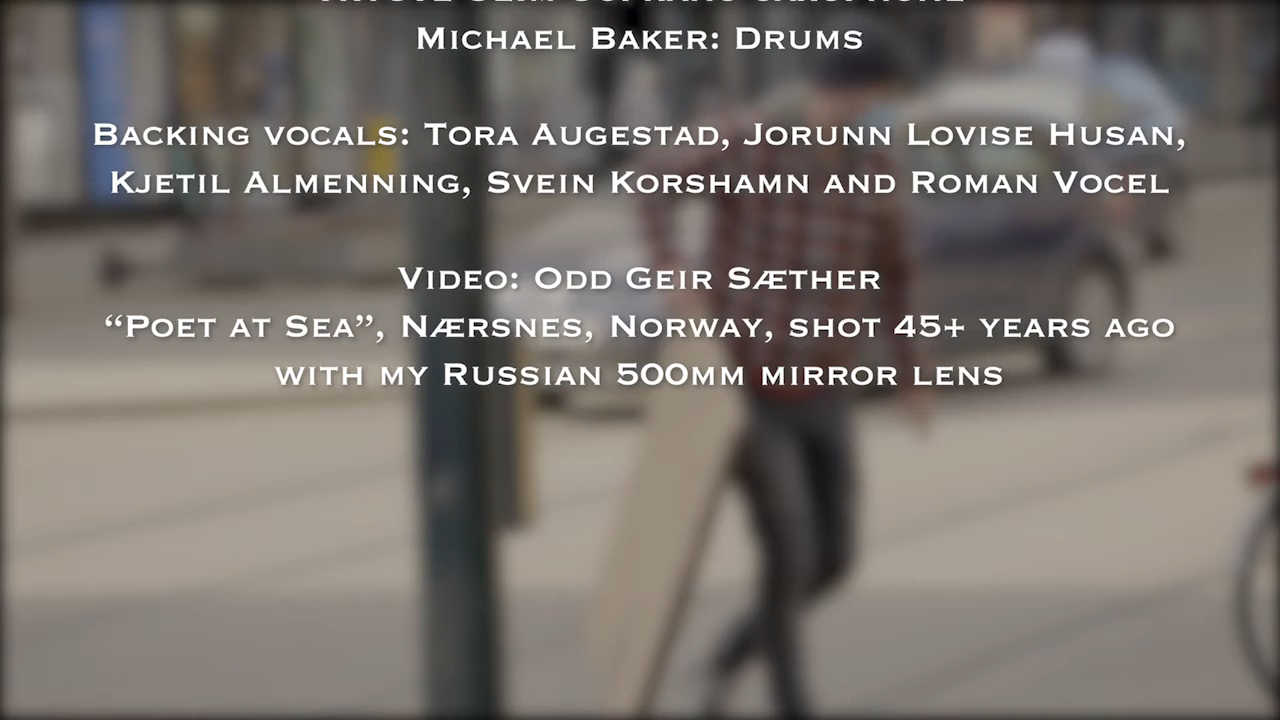 Michael Baker: Drums
Backing vocals: Tora Augestad, Jorunn Lovise Husan,
Kjetil Almenning, Svein Korshamn and Roman Vocel
Video: Odd Geir Sæther
“Poet at Sea”, Nærsnes, Norway, shot 45+ years ago
with my Russian 500mm mirror lens